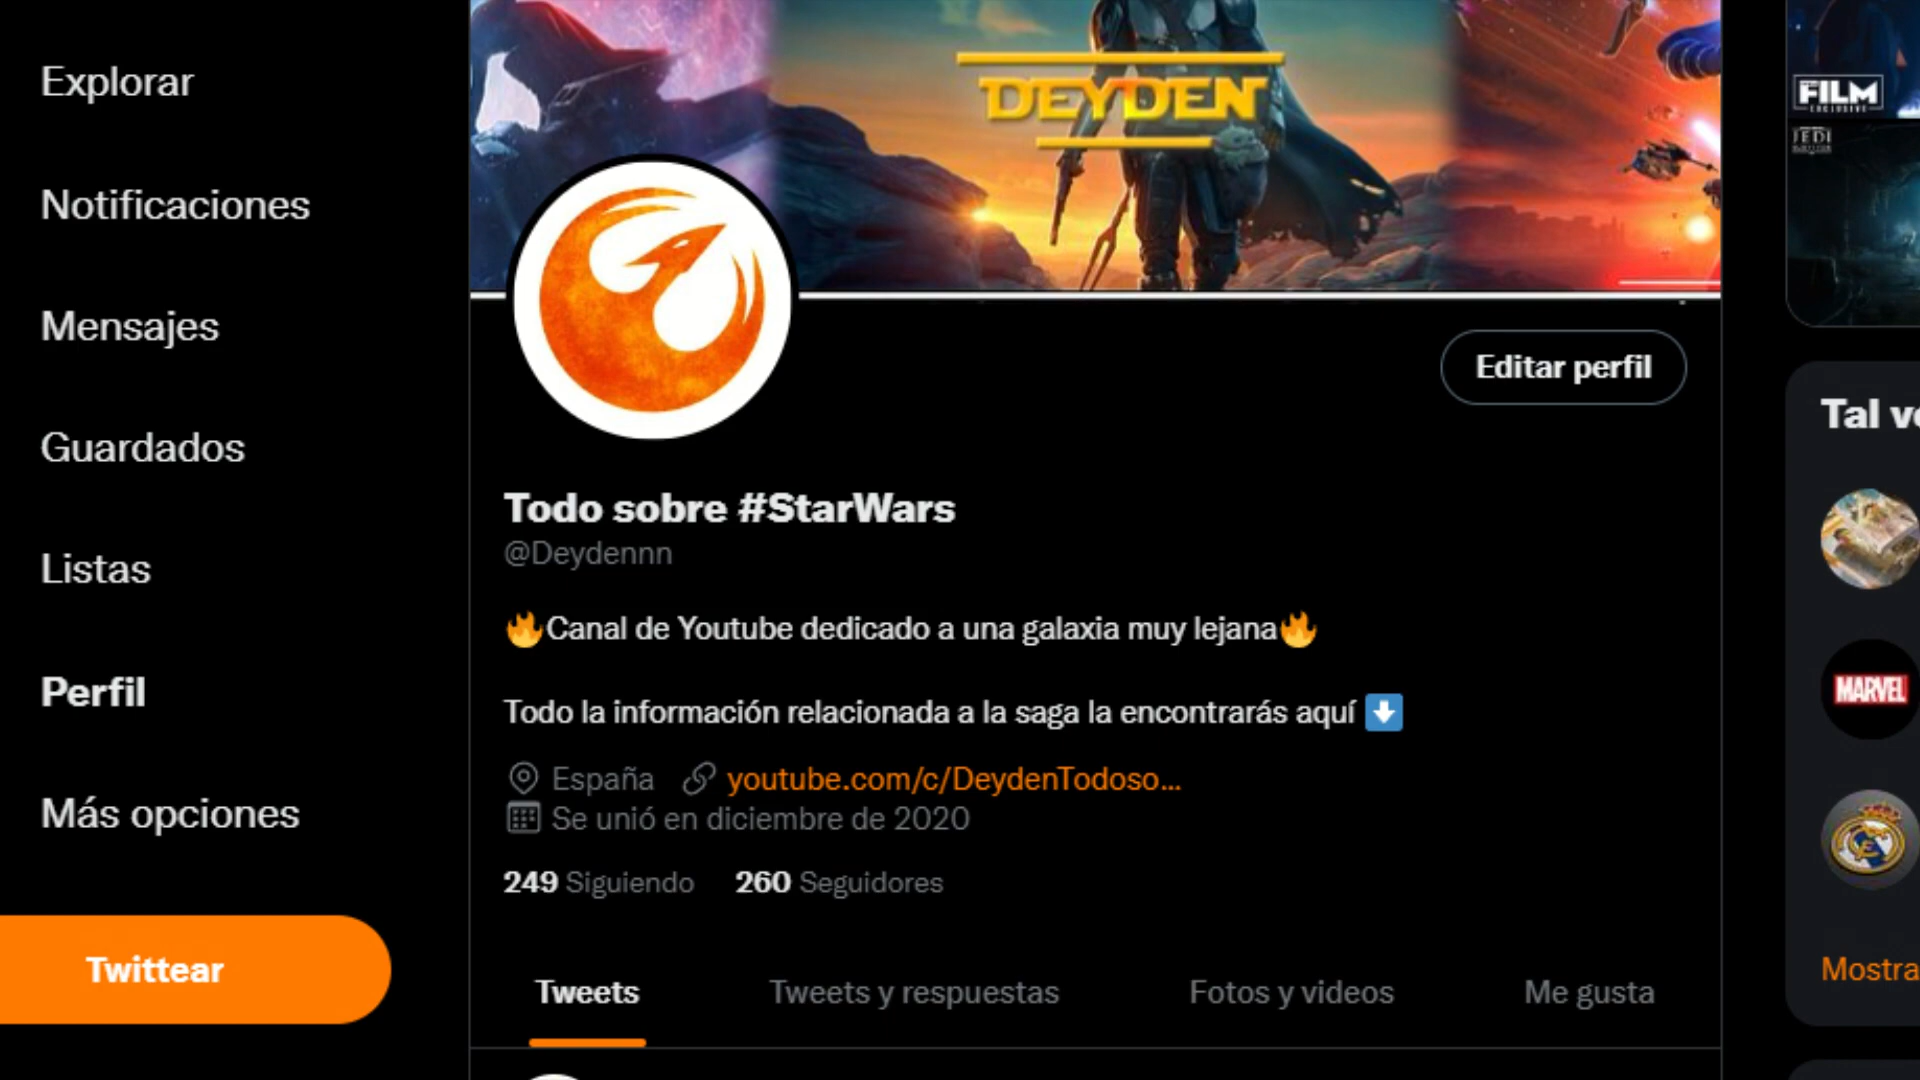 Explorar
Notificaciones
Mensajes
Guardados
Listas
Perfil
Más opciones
Twittear
DEYDEN
Editar perfil
Todo sobre #StarWars
@Deydennn
🔥Canal de Youtube dedicado a una galaxia muy lejana🔥
Todo la información relacionada a la saga la encontrarás aquí ⬇️
España youtube.com/c/DeydenTodoso...
Se unió en diciembre de 2020
249 Siguiendo 260 Seguidores
Tweets Tweets y respuestas Fotos y videos Me gusta
FILM
EXCLUSIVE
JEDI
Tal ve
MARVEL
Mostra